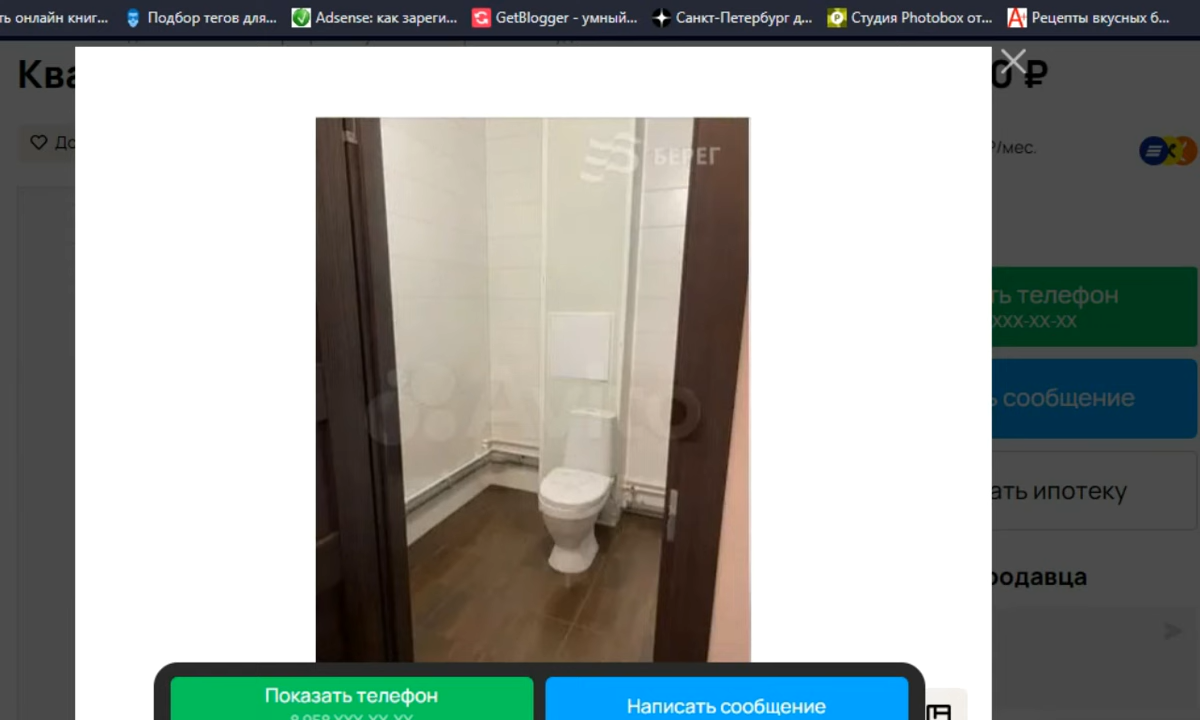 ть онлайн книг... Подбор тегов для... Adsense: как зареги... GetBlogger - умный... Санкт-Петербург д... Студия Photobox от... Рецепты вкусных б...
Ква 0 ₽
До ₽/мес.
БЕРЕГ
ть телефон
XXX-XX-XX
ь сообщение
Avito
ать ипотеку
родавца
Показать телефон
8 958 XXX-XX-XX
Написать сообщение